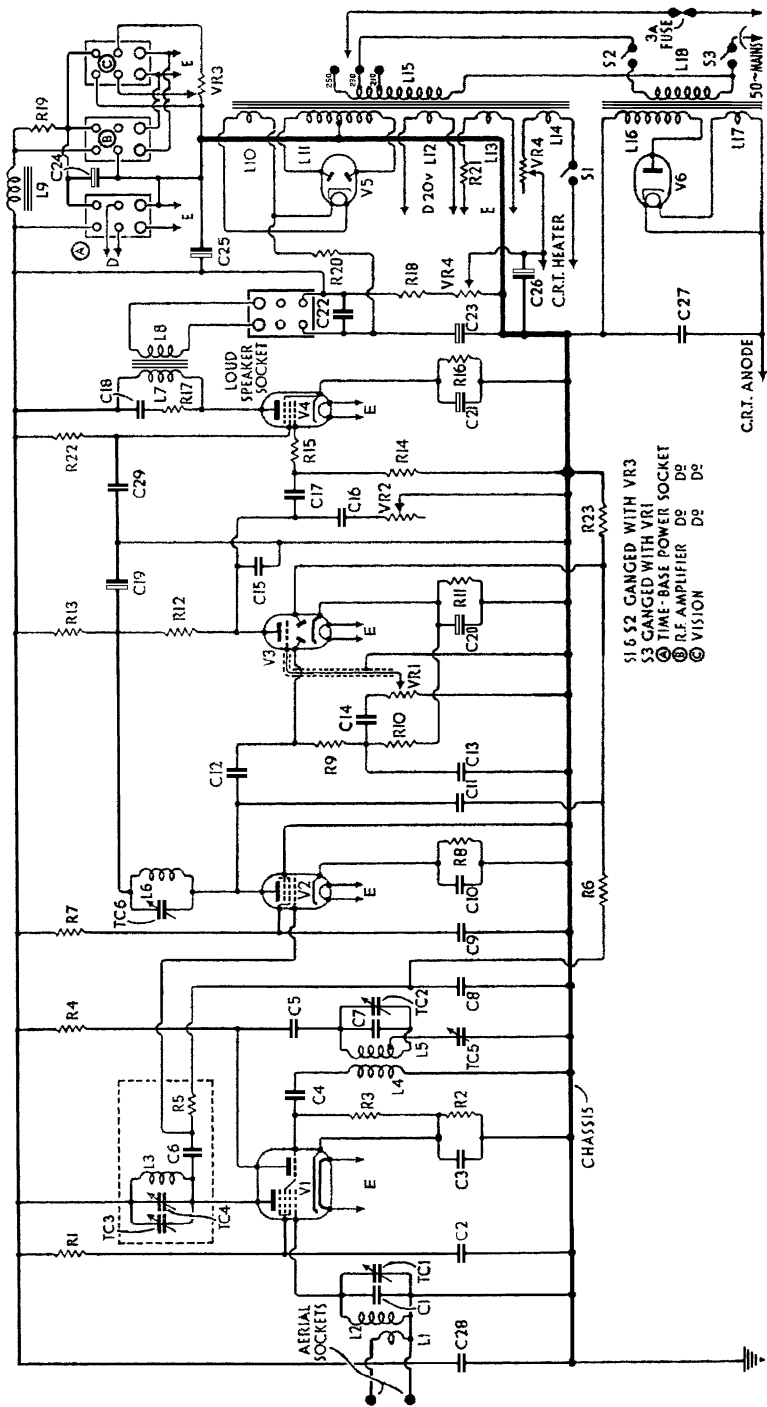 AERIAL
SOCKETS
L1
L2
C1
TC1
C28
R1
C2
TC3
TC4
L3
C6
R5
V1
E
C3
R2
R3
C4
L4
L5
C7
TC2
TC5
C5
R4
C8
CHASSIS
R7
TC6
L6
V2
E
C9
C10
R8
R6
C11
C13
C12
R9
R10
C14
VR1
V3
E
C20
R11
R13
R12
C19
C15
C29
R22
C17
C16
VR2
R15
R14
R23
V4
E
C21
R16
C18
R17
L7
L8
LOUD
SPEAKER
SOCKET
C22
C23
R18
VR4
R20
C25
C26
C.R.T. HEATER
C27
C.R.T. ANODE
L9
A
D
E
C24
B
R19
C
E
VR3
L10
L11
V5
L12
D 20v
L13
R21
E
L14
VR4
S1
L15
250
230
210
L16
V6
L17
L18
S2
S3
3A
FUSE
50~MAINS
S1 & S2 GANGED WITH VR3
S3 GANGED WITH VR1
A TIME-BASE POWER SOCKET
B R.F. AMPLIFIER Dº Dº
C VISION Dº Dº